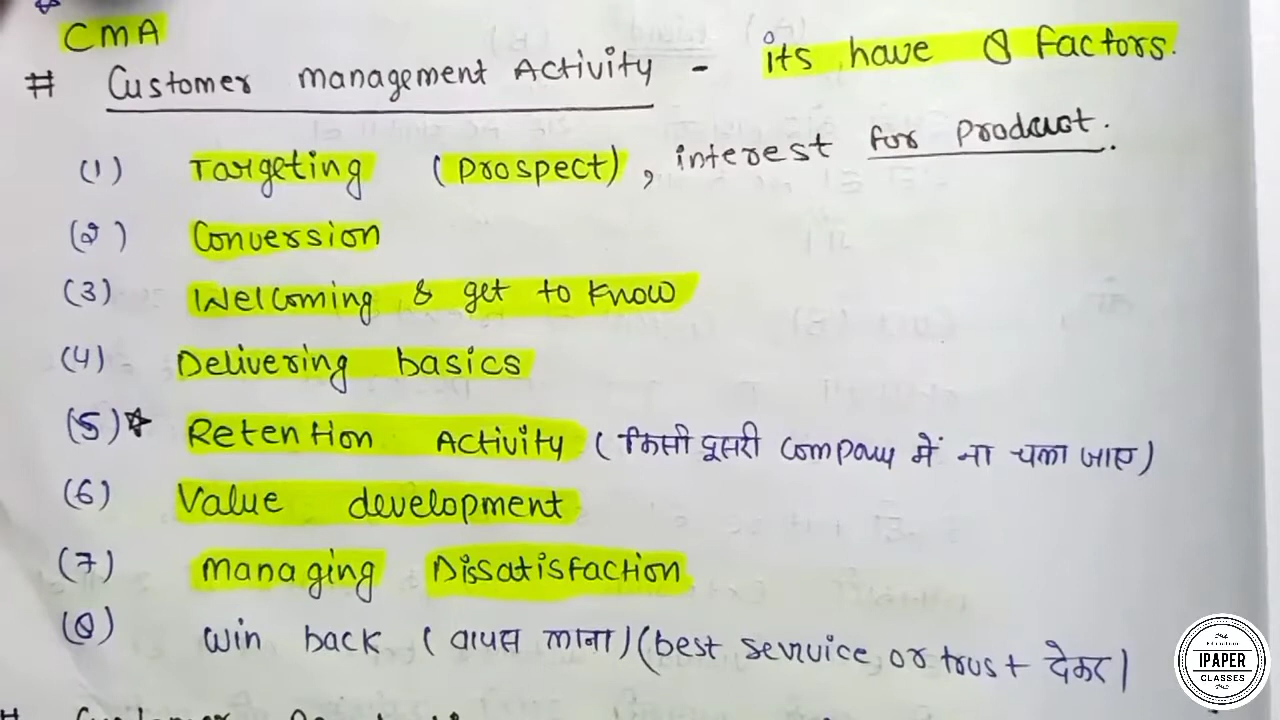 CMA
# Customer management Activity - its have 8 factors.
(1) Targeting (prospect), interest for product.
(2) Conversion
(3) Welcoming & get to know
(4) Delivering basics
(5) Retention Activity (किसी दूसरी company में ना चला जाए)
(6) Value development
(7) managing Dissatisfaction
(8) win back (वापस लाना) (best service or trust देकर)
IPAPER
CLASSES